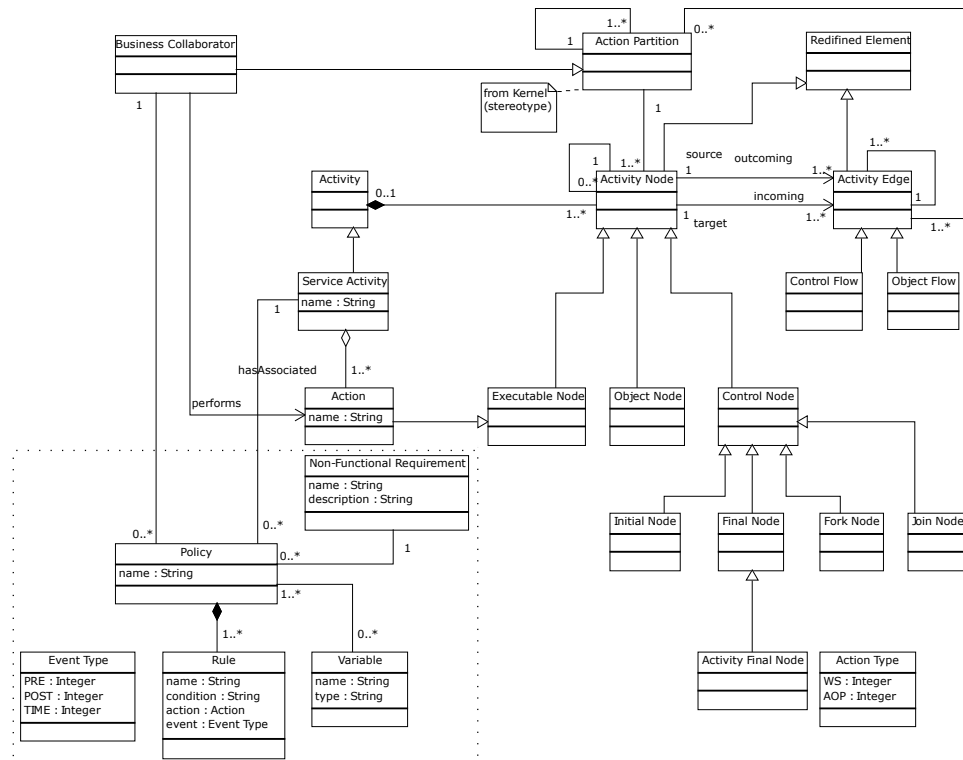 1..*
0..*
1
Business Collaborator
Action Partition
Redifined Element
from Kernel
(stereotype)
1
1
1..*
1
source
outcoming
1..*
1..*
0..*
1
1..*
Activity
Activity Node
Activity Edge
0..1
incoming
1
1..*
1
target
1..*
1..*
Service Activity
name : String
1
Control Flow
Object Flow
hasAssociated
1..*
performs
Action
name : String
Executable Node
Object Node
Control Node
Non-Functional Requirement
name : String
description : String
Initial Node
Final Node
Fork Node
Join Node
0..*
0..*
1
Policy
name : String
0..*
1..*
1..*
0..*
Event Type
PRE : Integer
POST : Integer
TIME : Integer
Rule
name : String
condition : String
action : Action
event : Event Type
Variable
name : String
type : String
Activity Final Node
Action Type
WS : Integer
AOP : Integer